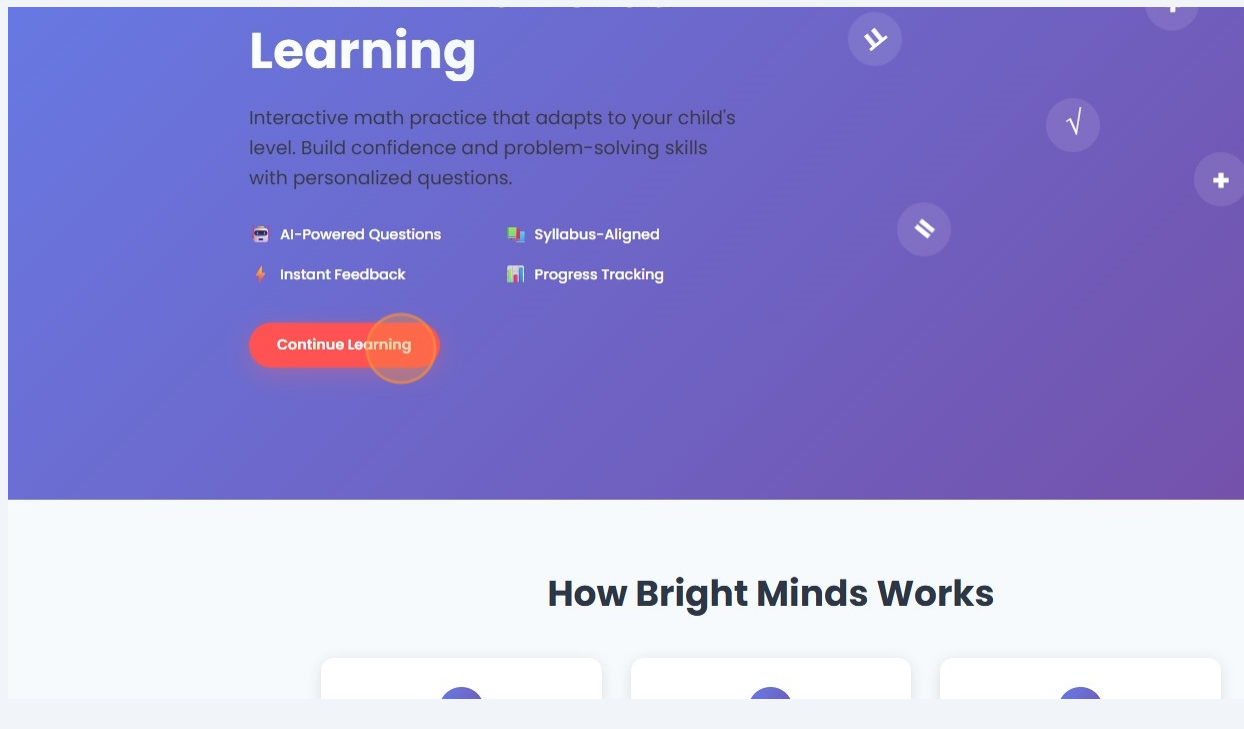 Learning
Interactive math practice that adapts to your child's
level. Build confidence and problem-solving skills
with personalized questions.
AI-Powered Questions
Syllabus-Aligned
Instant Feedback
Progress Tracking
Continue Learning
How Bright Minds Works
π
√
+
=